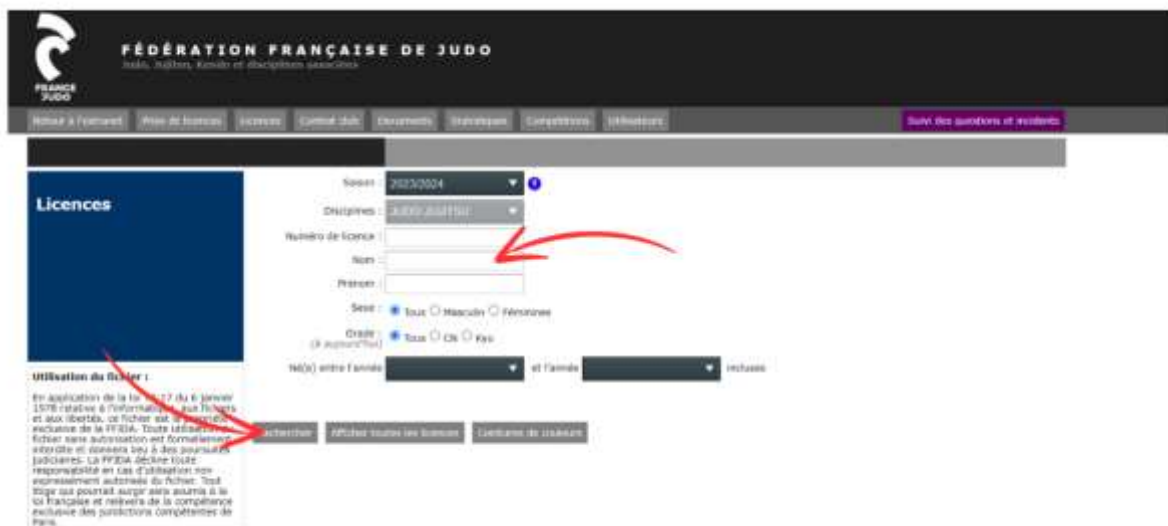 FÉDÉRATION FRANÇAISE DE JUDO
Judo, Jujitsu, Kendo et disciplines associées
FRANCE
JUDO
Retour à l'extranet Prise de licences Licences Contrat club Documents Statistiques Compétitions Utilisateurs Suivi des questions et incidents
Licences
Saison : 2023/2024
Disciplines : JUDO JUJITSU
Numéro de licence :
Nom :
Prénom :
Sexe : Tous Masculin Féminines
Grade : Tous CN Kyu
(À aujourd'hui)
Né(e) entre l'année et l'année incluses
Rechercher Afficher toutes les licences Ceintures de couleurs
Utilisation du fichier :
En application de la loi 17 du 6 janvier
1978 relative à l'informatique, aux fichiers
et aux libertés, ce fichier est la propriété
exclusive de la FFJDA. Toute utilisation du
fichier sans autorisation est formellement
interdite et donnera lieu à des poursuites
judiciaires. La FFJDA décline toute
responsabilité en cas d'utilisation non
expressément autorisée du fichier. Tout
litige qui pourrait surgir sera soumis à la
loi française et relèvera de la compétence
exclusive des juridictions compétentes de
Paris.